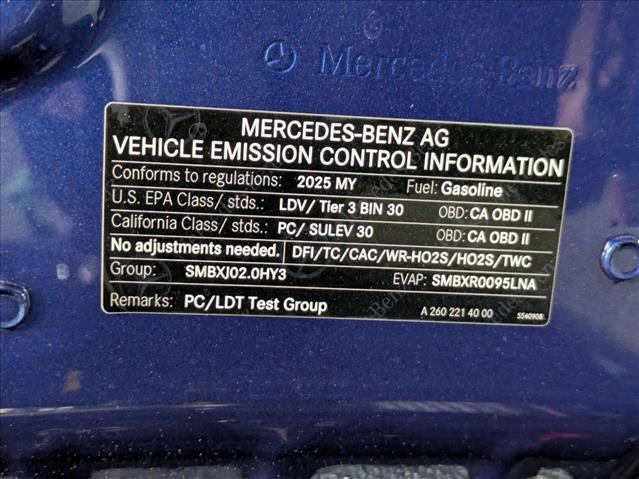 Mercedes-Benz
MERCEDES-BENZ AG
VEHICLE EMISSION CONTROL INFORMATION
Conforms to regulations: 2025 MY Fuel: Gasoline
U.S. EPA Class/ stds.: LDV/ Tier 3 BIN 30 OBD: CA OBD II
California Class/ stds.: PC/ SULEV 30 OBD: CA OBD II
No adjustments needed. DFI/TC/CAC/WR-HO2S/HO2S/TWC
Group: SMBXJ02.0HY3 EVAP: SMBXR0095LNA
Remarks: PC/LDT Test Group
A 260 221 40 00 5540908